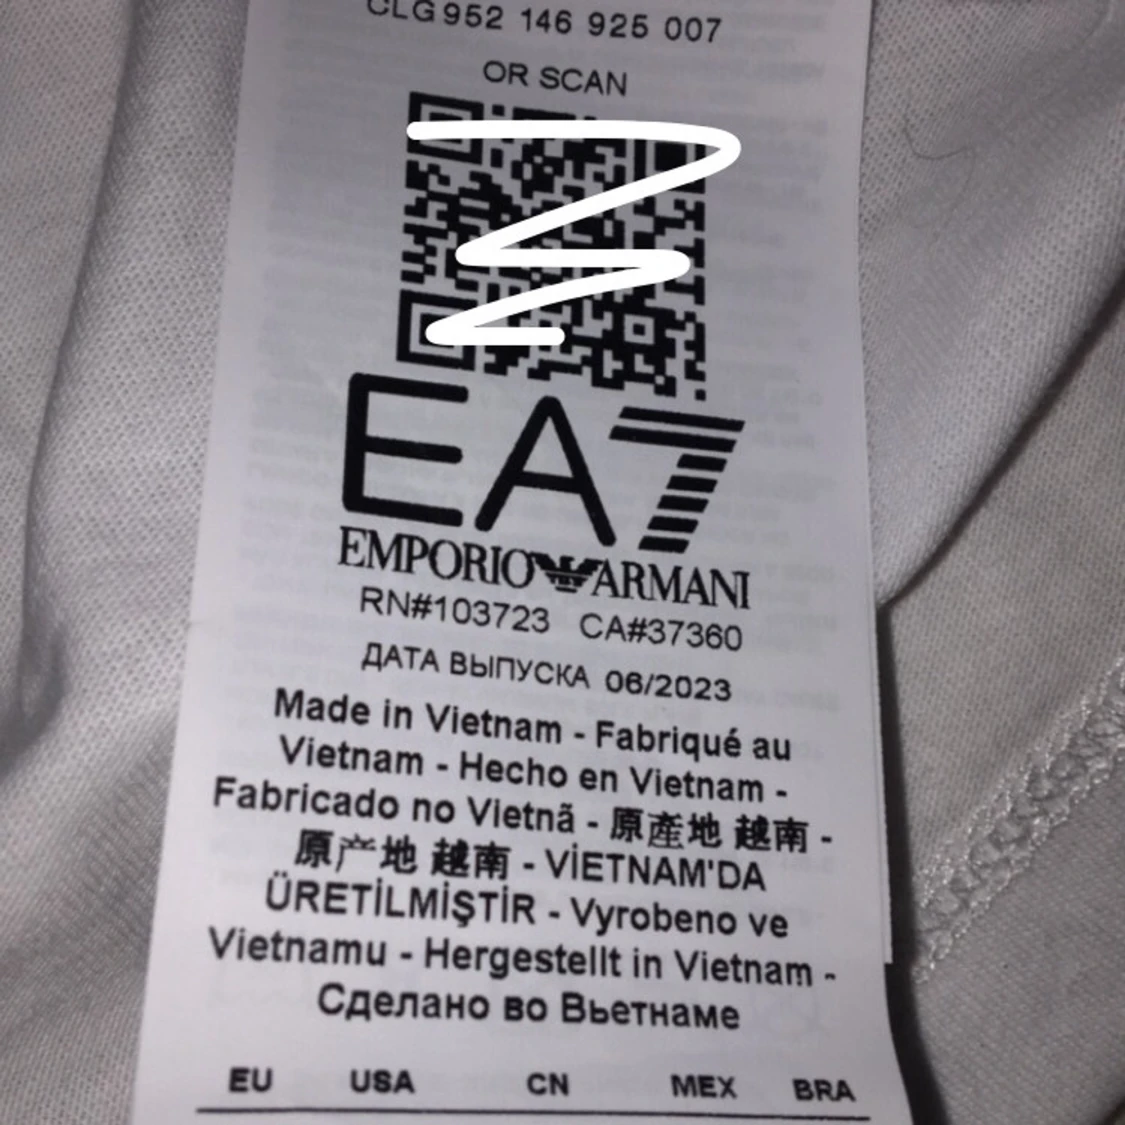 CLG952 146 925 007
OR SCAN
EA7
EMPORIO ARMANI
RN#103723 CA#37360
ДАТА ВЫПУСКА 06/2023
Made in Vietnam - Fabriqué au
Vietnam - Hecho en Vietnam -
Fabricado no Vietnã - 原產地 越南 -
原产地 越南 - VİETNAM'DA
ÜRETİLMİŞTİR - Vyrobeno ve
Vietnamu - Hergestellt in Vietnam -
Сделано во Вьетнаме
EU USA CN MEX BRA